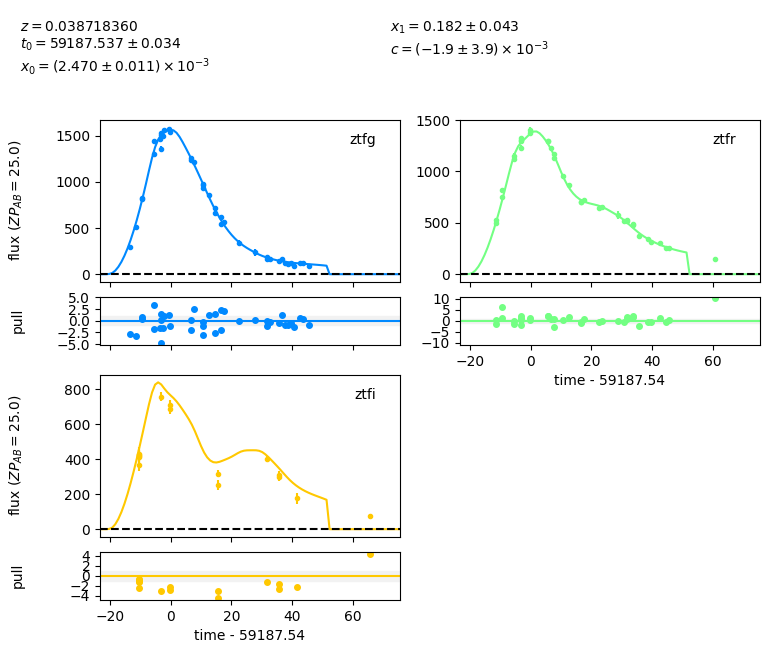 z = 0.038718360
t₀ = 59187.537 ± 0.034
x₀ = (2.470 ± 0.011) × 10⁻³
x₁ = 0.182 ± 0.043
c = (−1.9 ± 3.9) × 10⁻³
flux (ZP_AB = 25.0)
1500
1000
500
0
ztfg
pull
5.0
2.5
0.0
−2.5
−5.0
1500
1000
500
0
ztfr
10
5
0
−5
−10
−20 0 20 40 60
time - 59187.54
flux (ZP_AB = 25.0)
800
600
400
200
0
ztfi
pull
4
2
0
−2
−4
−20 0 20 40 60
time - 59187.54